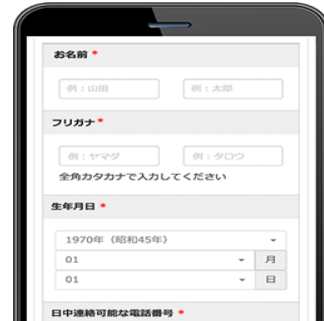 お名前 *
例：山田 例：太郎
フリガナ *
例：ヤマダ 例：タロウ
全角カタカナで入力してください
生年月日 *
1970年（昭和45年）
01 月
01 日
日中連絡可能な電話番号 *